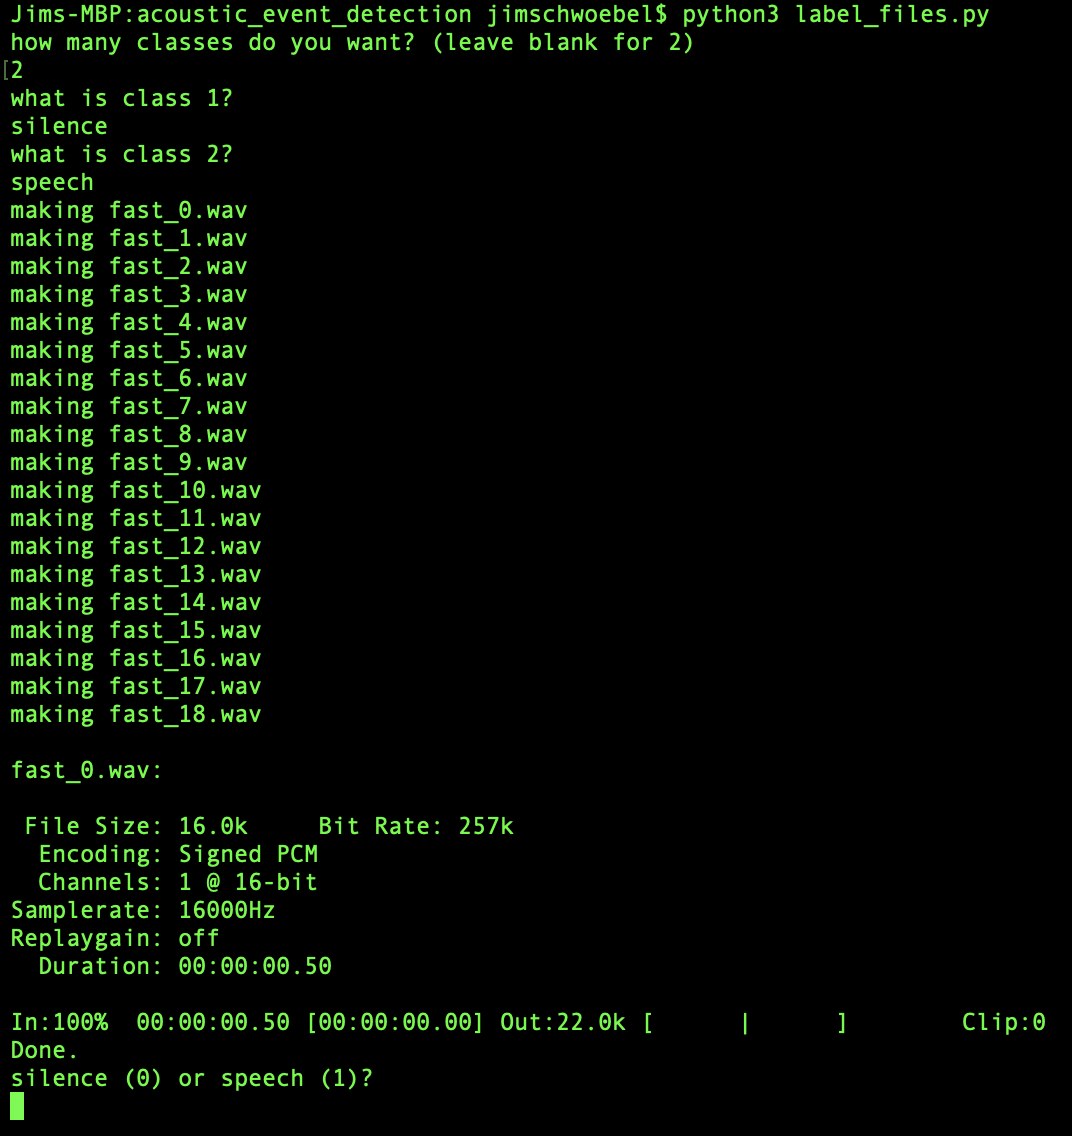 Jims-MBP:acoustic_event_detection jimschwoebel$ python3 label_files.py
how many classes do you want? (leave blank for 2)
[2
what is class 1?
silence
what is class 2?
speech
making fast_0.wav
making fast_1.wav
making fast_2.wav
making fast_3.wav
making fast_4.wav
making fast_5.wav
making fast_6.wav
making fast_7.wav
making fast_8.wav
making fast_9.wav
making fast_10.wav
making fast_11.wav
making fast_12.wav
making fast_13.wav
making fast_14.wav
making fast_15.wav
making fast_16.wav
making fast_17.wav
making fast_18.wav
fast_0.wav:
File Size: 16.0k     Bit Rate: 257k
Encoding: Signed PCM
Channels: 1 @ 16-bit
Samplerate: 16000Hz
Replaygain: off
Duration: 00:00:00.50
In:100%  00:00:00.50 [00:00:00.00] Out:22.0k [      |      ]        Clip:0
Done.
silence (0) or speech (1)?